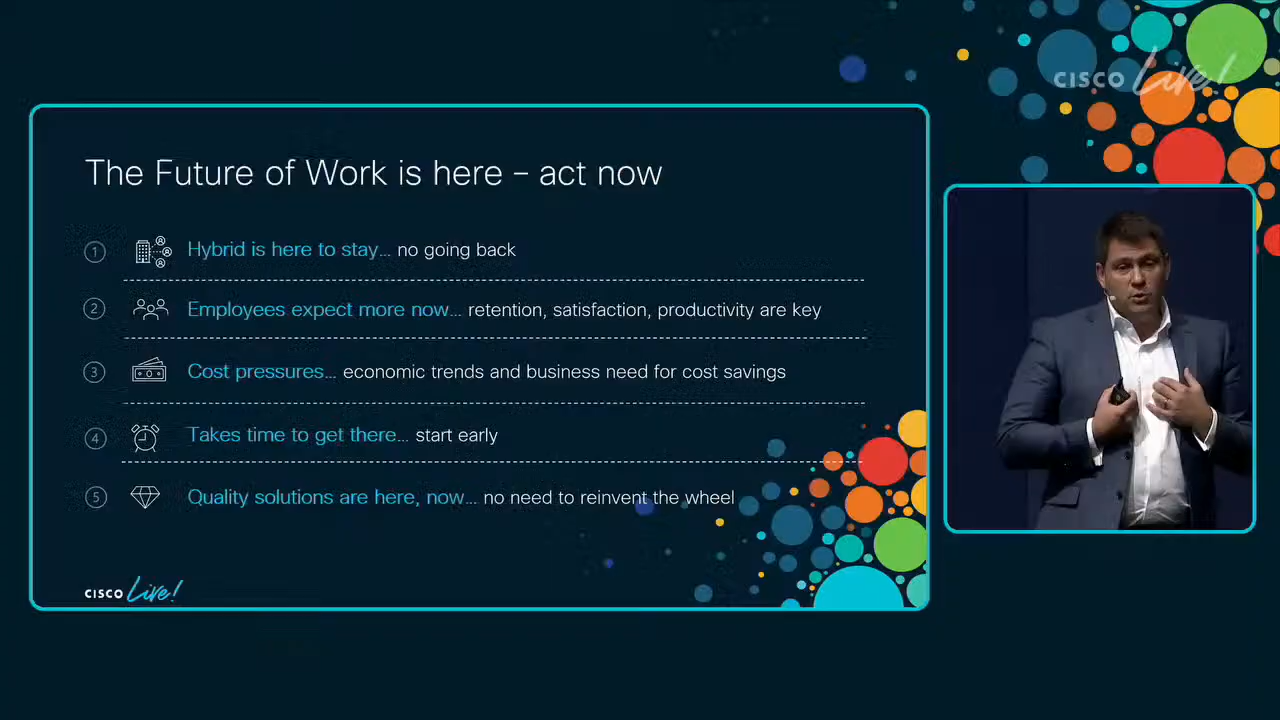 CISCO Live!
The Future of Work is here – act now
1 Hybrid is here to stay... no going back
2 Employees expect more now... retention, satisfaction, productivity are key
3 Cost pressures... economic trends and business need for cost savings
4 Takes time to get there... start early
5 Quality solutions are here, now... no need to reinvent the wheel
CISCO Live!